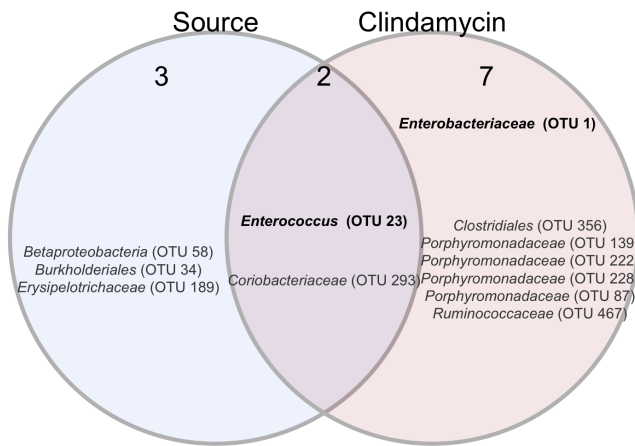 Source
Clindamycin
3
2
7
Enterobacteriaceae (OTU 1)
Enterococcus (OTU 23)
Coriobacteriaceae (OTU 293)
Betaproteobacteria (OTU 58)
Burkholderiales (OTU 34)
Erysipelotrichaceae (OTU 189)
Clostridiales (OTU 356)
Porphyromonadaceae (OTU 139
Porphyromonadaceae (OTU 222
Porphyromonadaceae (OTU 228
Porphyromonadaceae (OTU 87)
Ruminococcaceae (OTU 467)